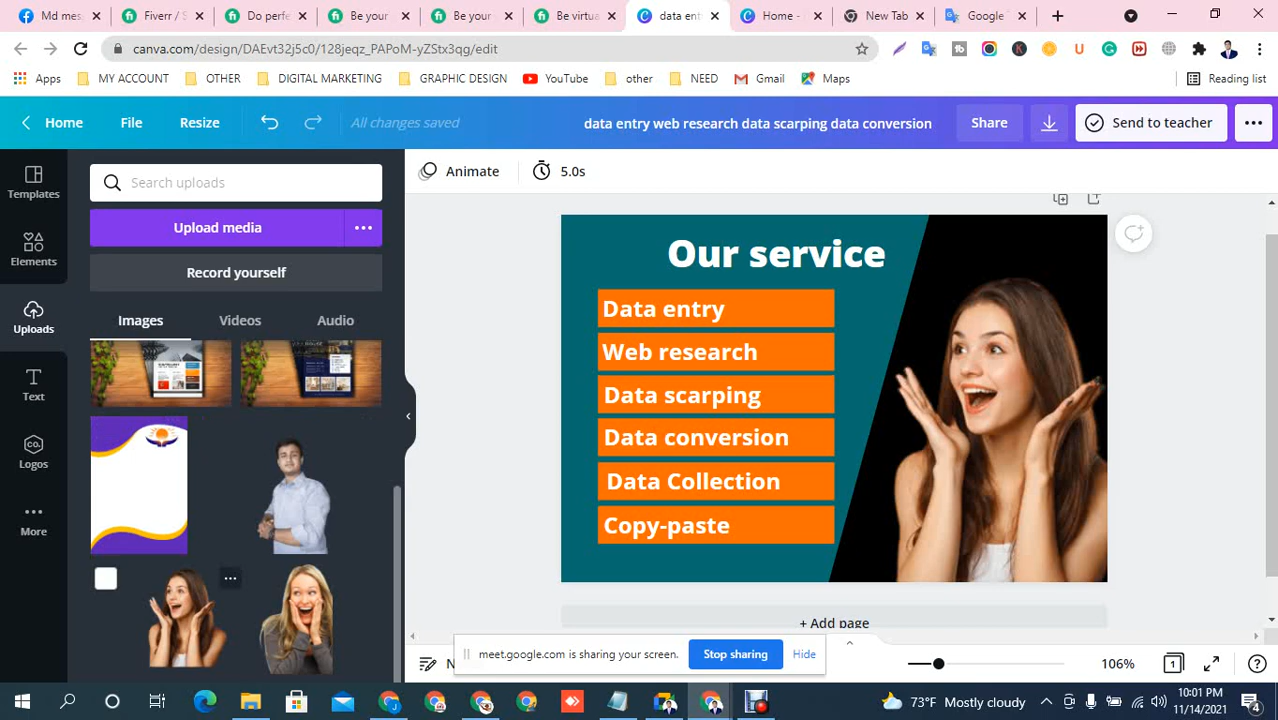 Md mes
Fiverr / S
Do perfe
Be your
Be your
Be virtua
data ent
Home -
New Tab
Google
canva.com/design/DAEvt32j5c0/128jeqz_PAPoM-yZStx3qg/edit
Apps
MY ACCOUNT
OTHER
DIGITAL MARKETING
GRAPHIC DESIGN
YouTube
other
NEED
Gmail
Maps
Reading list
Home
File
Resize
All changes saved
data entry web research data scarping data conversion
Share
Send to teacher
Templates
Elements
Uploads
Text
Logos
More
Search uploads
Upload media
Record yourself
Images
Videos
Audio
Animate
5.0s
Our service
Data entry
Web research
Data scarping
Data conversion
Data Collection
Copy-paste
+ Add page
meet.google.com is sharing your screen.
Stop sharing
Hide
106%
1
73°F Mostly cloudy
10:01 PM
11/14/2021
4